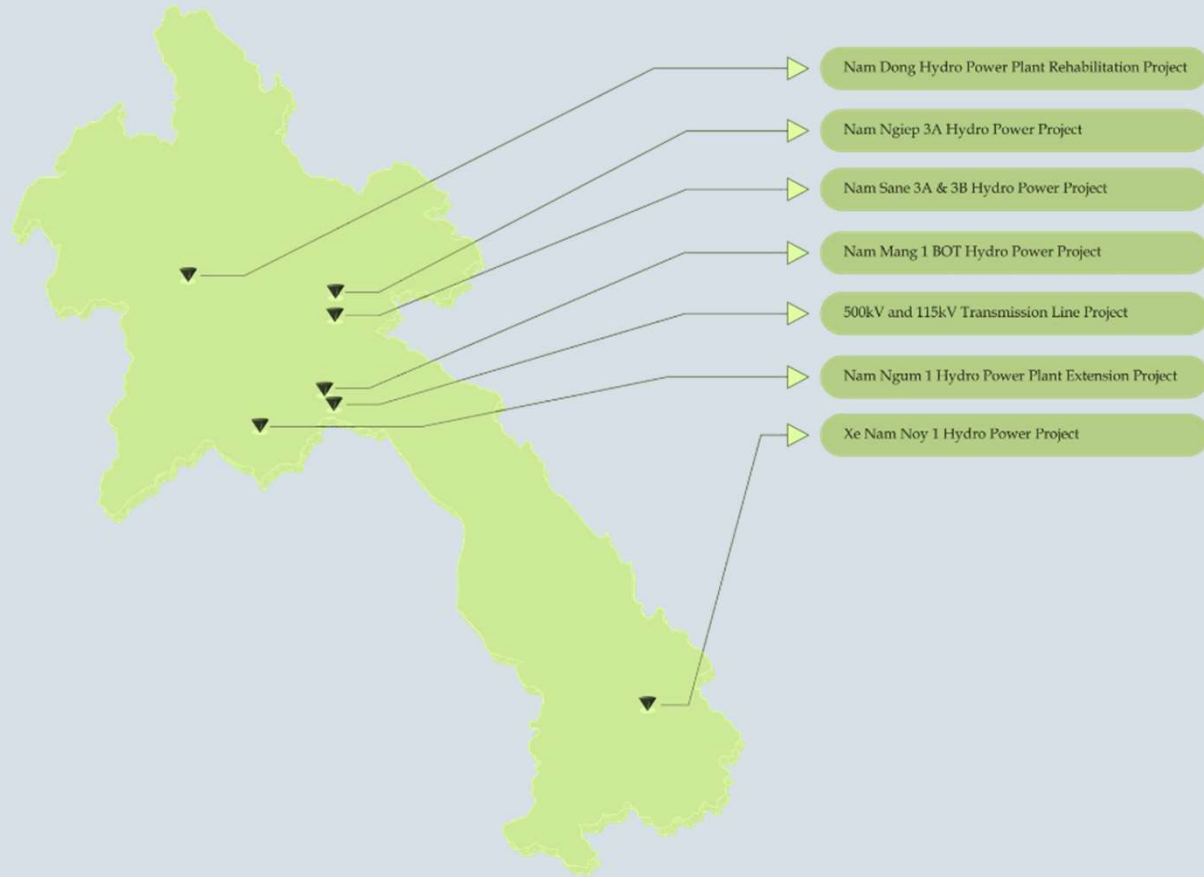 Nam Dong Hydro Power Plant Rehabilitation Project
Nam Ngiep 3A Hydro Power Project
Nam Sane 3A & 3B Hydro Power Project
Nam Mang 1 BOT Hydro Power Project
500kV and 115kV Transmission Line Project
Nam Ngum 1 Hydro Power Plant Extension Project
Xe Nam Noy 1 Hydro Power Project